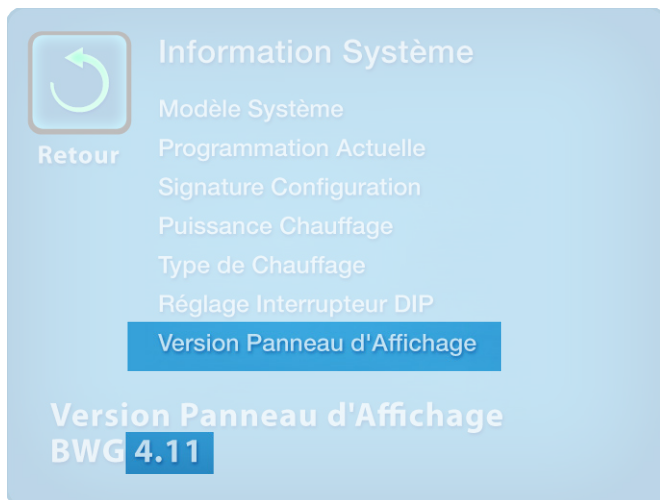 Information Système
Modèle Système
Retour
Programmation Actuelle
Signature Configuration
Puissance Chauffage
Type de Chauffage
Réglage Interrupteur DIP
Version Panneau d'Affichage
Version Panneau d'Affichage
BWG 4.11